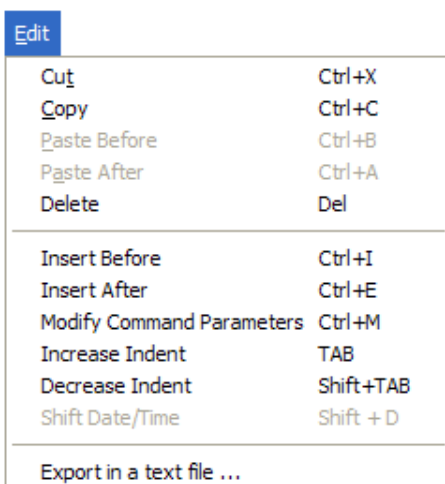 Edit
Cut Ctrl+X
Copy Ctrl+C
Paste Before Ctrl+B
Paste After Ctrl+A
Delete Del
Insert Before Ctrl+I
Insert After Ctrl+E
Modify Command Parameters Ctrl+M
Increase Indent TAB
Decrease Indent Shift+TAB
Shift Date/Time Shift + D
Export in a text file ...